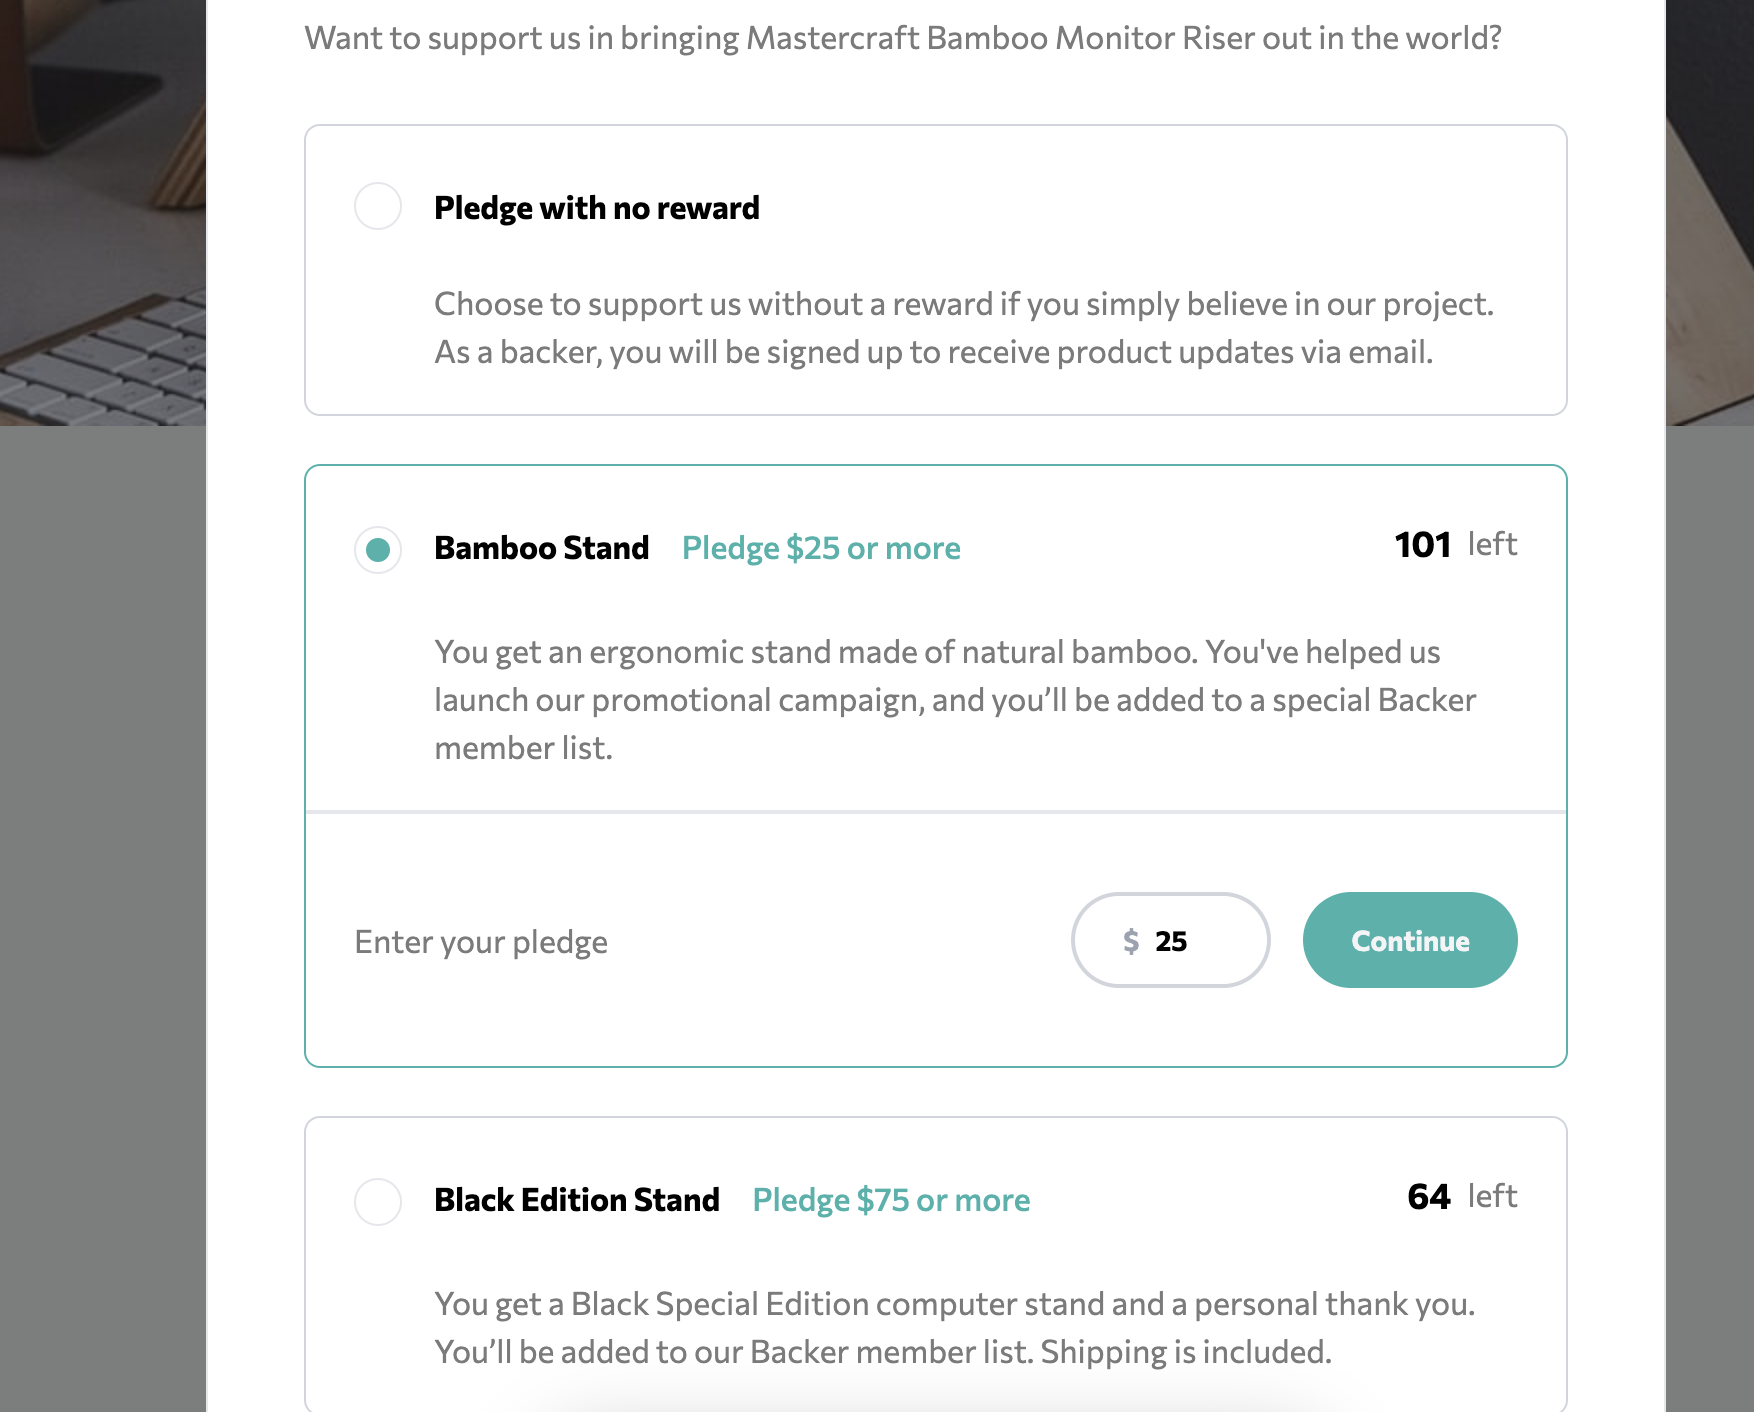 Want to support us in bringing Mastercraft Bamboo Monitor Riser out in the world?
Pledge with no reward
Choose to support us without a reward if you simply believe in our project.
As a backer, you will be signed up to receive product updates via email.
Bamboo Stand Pledge $25 or more 101 left
You get an ergonomic stand made of natural bamboo. You've helped us
launch our promotional campaign, and you’ll be added to a special Backer
member list.
Enter your pledge $ 25 Continue
Black Edition Stand Pledge $75 or more 64 left
You get a Black Special Edition computer stand and a personal thank you.
You’ll be added to our Backer member list. Shipping is included.